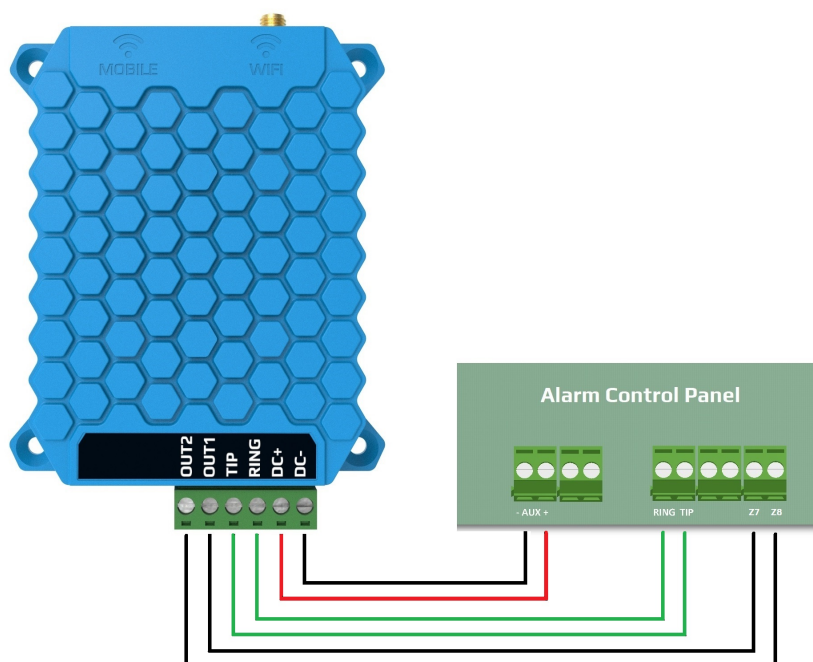 MOBILE
WIFI
Alarm Control Panel
OUT2
OUT1
TIP
RING
DC+
DC-
- AUX +
RING TIP
Z7
Z8